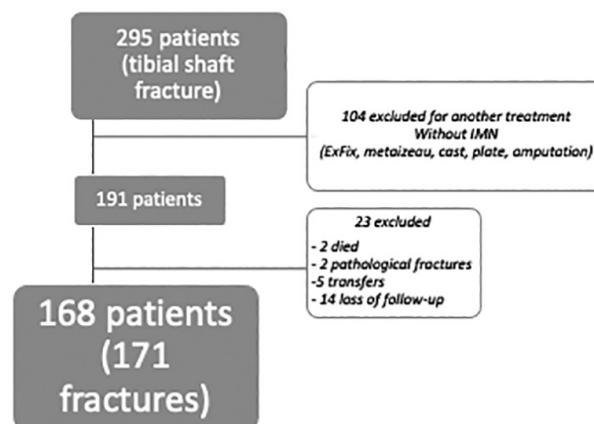 295 patients
(tibial shaft
fracture)
104 excluded for another treatment
Without IMN
(ExFix, metaizeau, cast, plate, amputation)
191 patients
23 excluded
- 2 died
- 2 pathological fractures
-5 transfers
- 14 loss of follow-up
168 patients
(171
fractures)